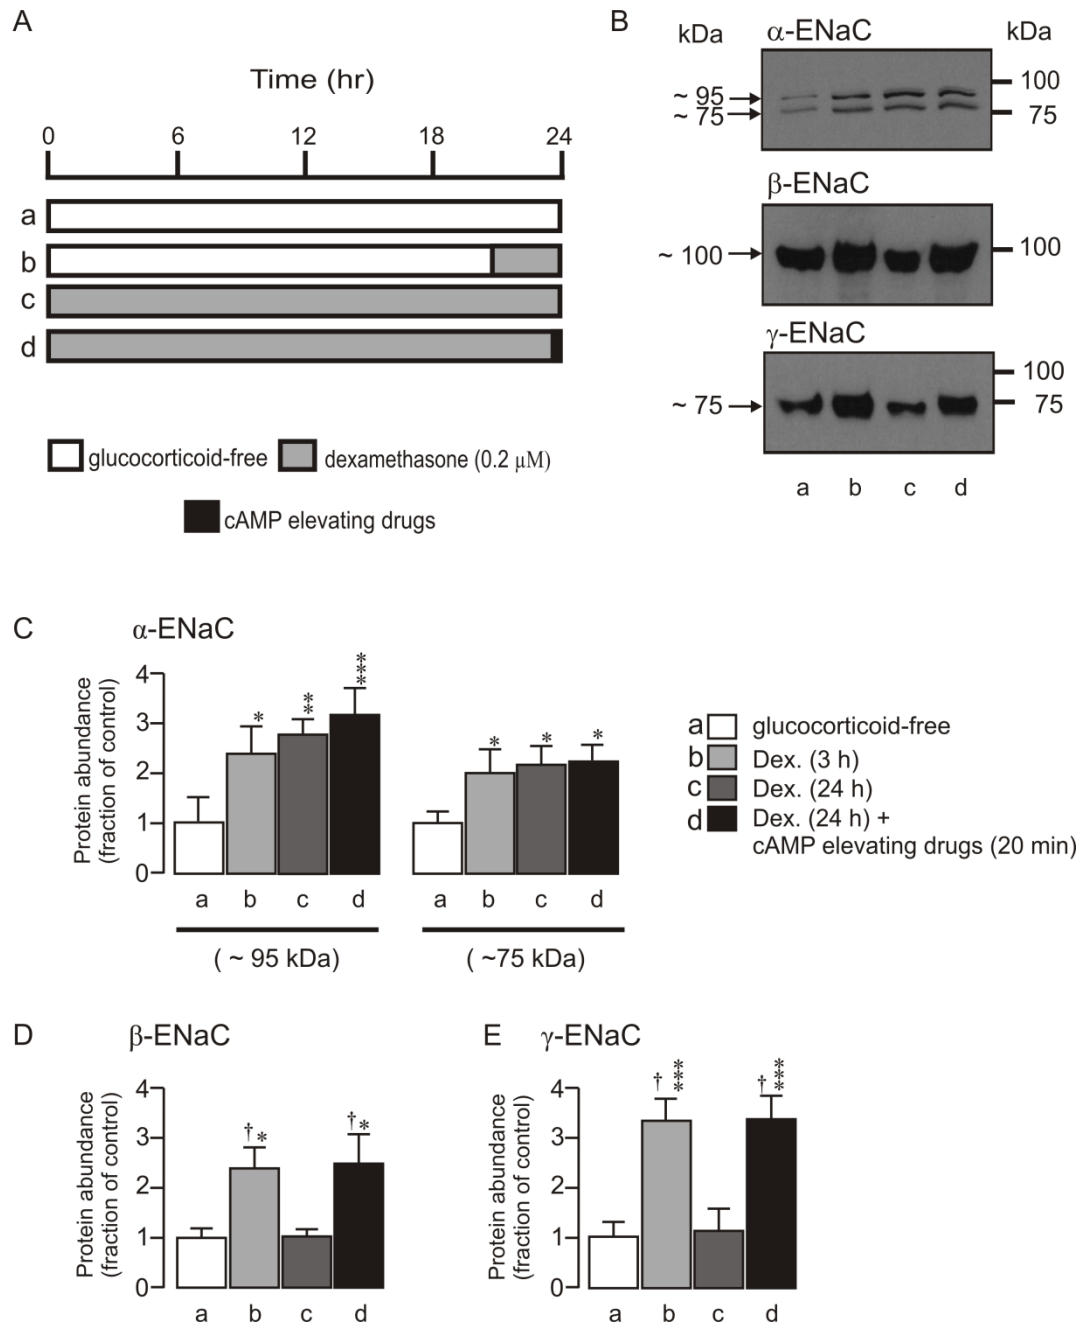 A
Time (hr)
0 6 12 18 24
a
b
c
d
glucocorticoid-free
dexamethasone (0.2 µM)
cAMP elevating drugs
B
kDa
α-ENaC
kDa
~ 95
~ 75
100
75
β-ENaC
~ 100
100
γ-ENaC
~ 75
100
75
a b c d
C
α-ENaC
Protein abundance
(fraction of control)
4
3
2
1
0
*
**
***
*
*
*
a b c d a b c d
( ~ 95 kDa) ( ~75 kDa)
a glucocorticoid-free
b Dex. (3 h)
c Dex. (24 h)
d Dex. (24 h) +
cAMP elevating drugs (20 min)
D
β-ENaC
Protein abundance
(fraction of control)
4
3
2
1
0
†*
†*
a b c d
E
γ-ENaC
Protein abundance
(fraction of control)
4
3
2
1
0
†***
†***
a b c d